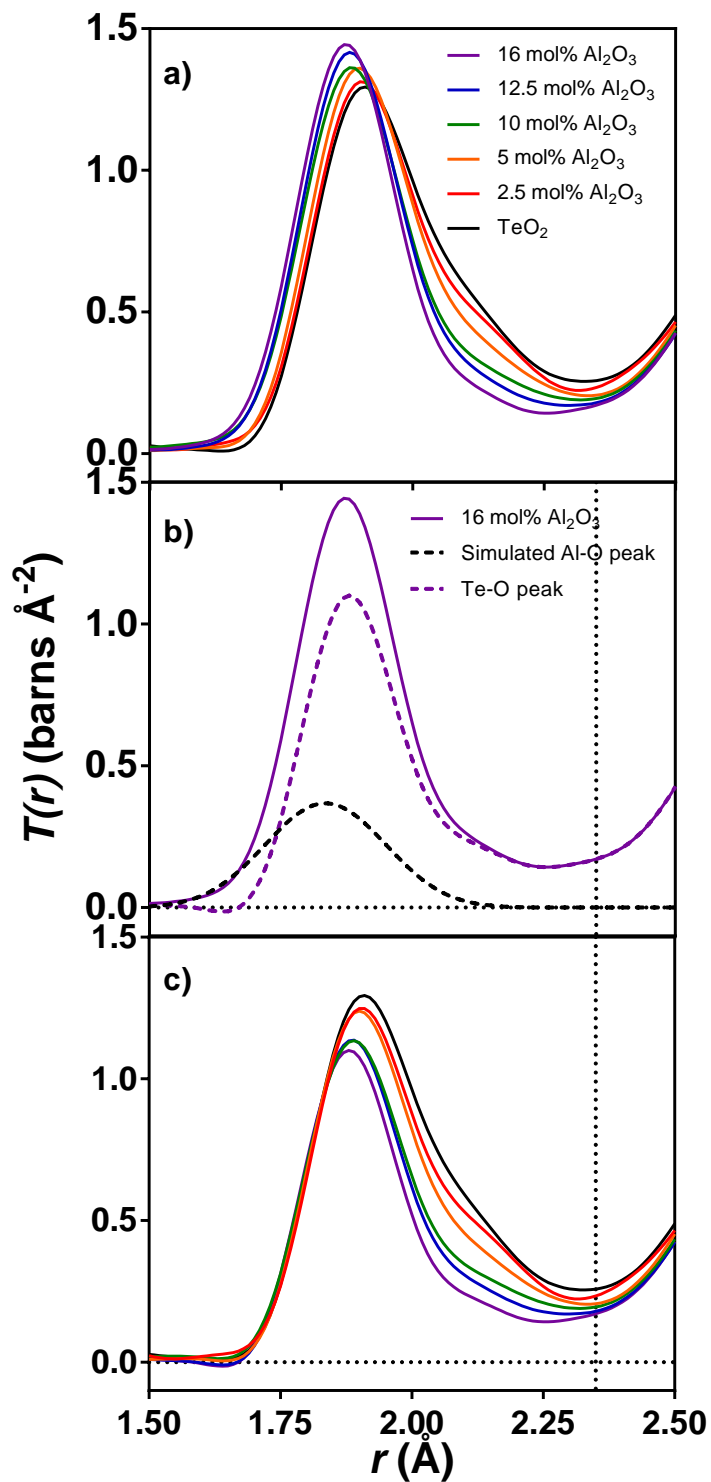 1.5
a)
16 mol% Al₂O₃
12.5 mol% Al₂O₃
10 mol% Al₂O₃
5 mol% Al₂O₃
2.5 mol% Al₂O₃
TeO₂
1.0
0.5
0.0
1.5
b)
16 mol% Al₂O₃
Simulated Al-O peak
Te-O peak
1.0
0.5
0.0
T(r) (barns Å⁻²)
1.5
c)
1.0
0.5
0.0
1.50 1.75 2.00 2.25 2.50
r (Å)